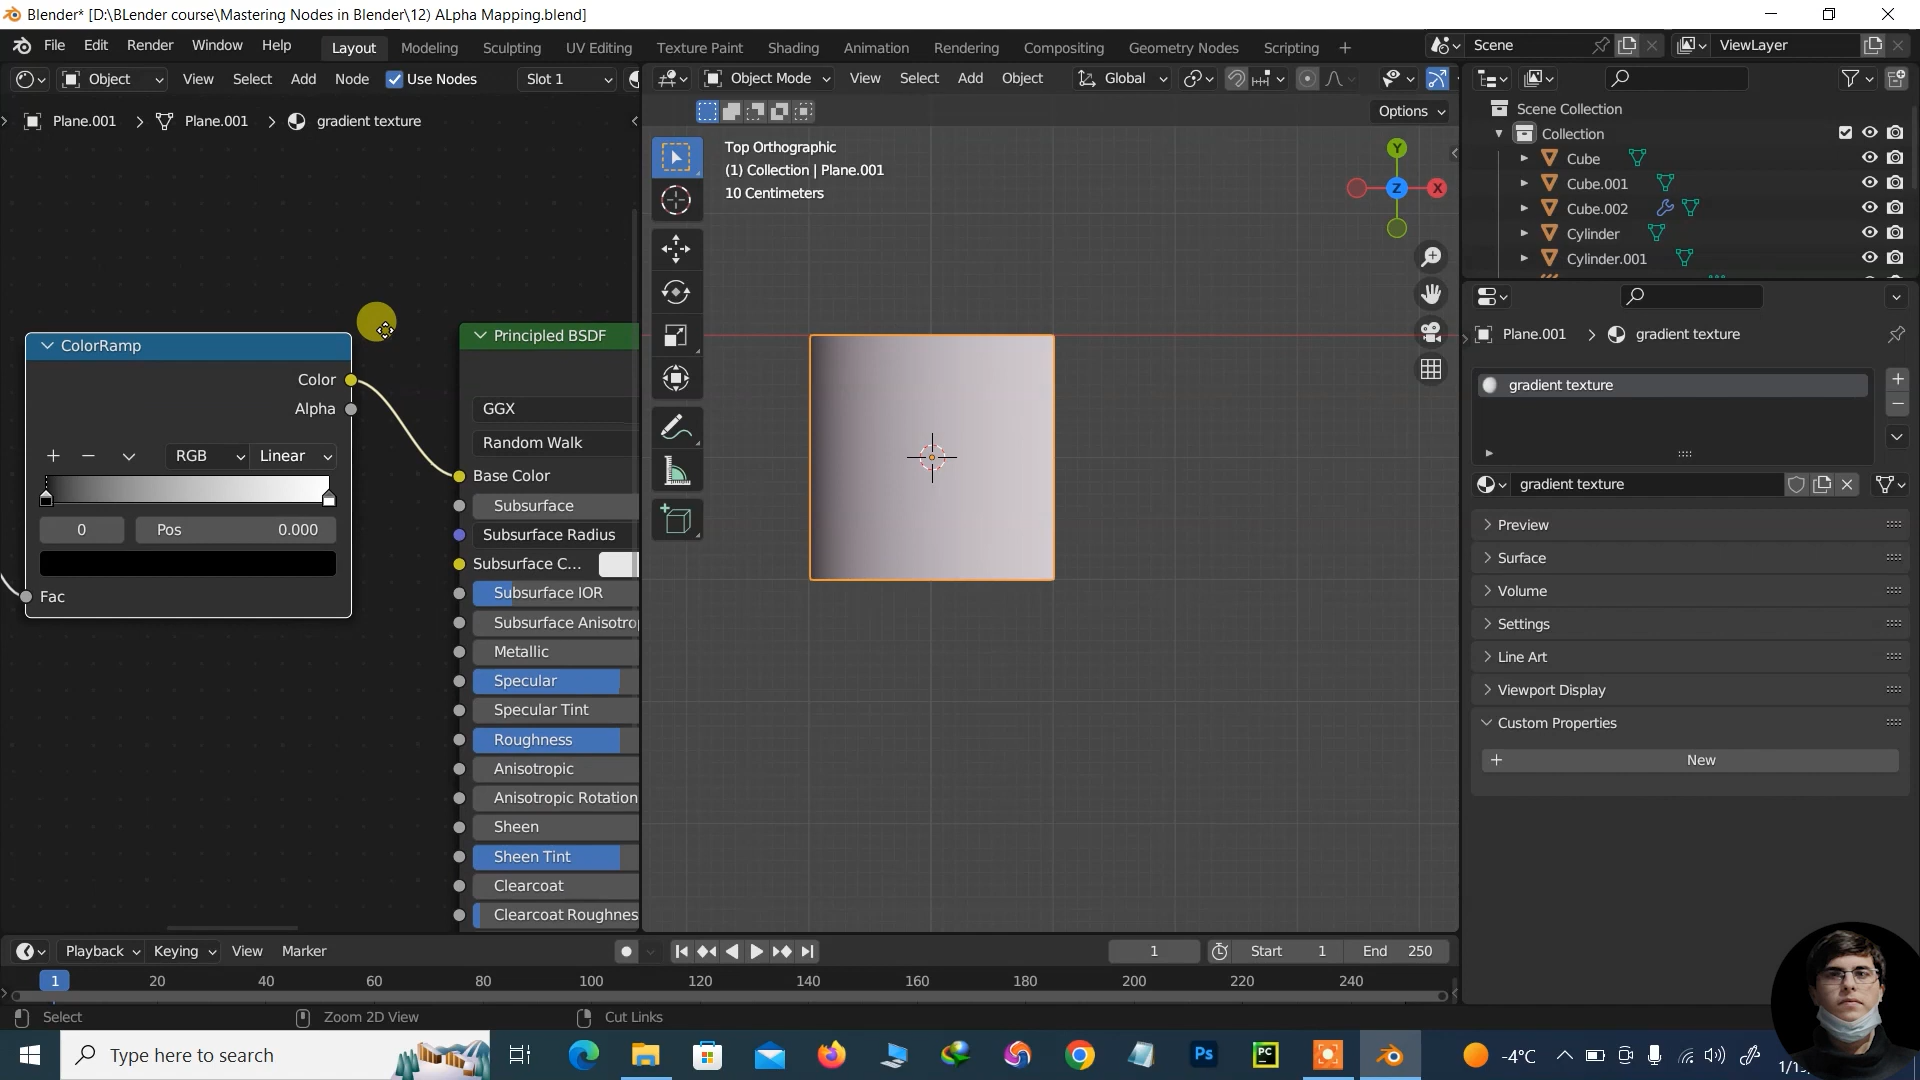 Blender* [D:\BLender course\Mastering Nodes in Blender\12) ALpha Mapping.blend]
File Edit Render Window Help Layout Modeling Sculpting UV Editing Texture Paint Shading Animation Rendering Compositing Geometry Nodes Scripting + Scene ViewLayer
Object View Select Add Node Use Nodes Slot 1 Object Mode View Select Add Object Global
Options
Plane.001 > Plane.001 > gradient texture
Top Orthographic
(1) Collection | Plane.001
10 Centimeters
Y
Z
X
Scene Collection
Collection
Cube
Cube.001
Cube.002
Cylinder
Cylinder.001
ColorRamp
Color
Alpha
RGB Linear
0 Pos 0.000
Fac
Principled BSDF
GGX
Random Walk
Base Color
Subsurface
Subsurface Radius
Subsurface C...
Subsurface IOR
Subsurface Anisotro
Metallic
Specular
Specular Tint
Roughness
Anisotropic
Anisotropic Rotation
Sheen
Sheen Tint
Clearcoat
Clearcoat Roughnes
Plane.001 > gradient texture
gradient texture
gradient texture
Preview
Surface
Volume
Settings
Line Art
Viewport Display
Custom Properties
New
Playback Keying View Marker 1 Start 1 End 250
1 20 40 60 80 100 120 140 160 180 200 220 240
Select Zoom 2D View Cut Links
Type here to search
Ps
PC
-4°C